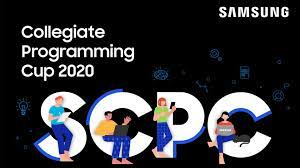 SAMSUNG
Collegiate
Programming
Cup 2020
SCPC